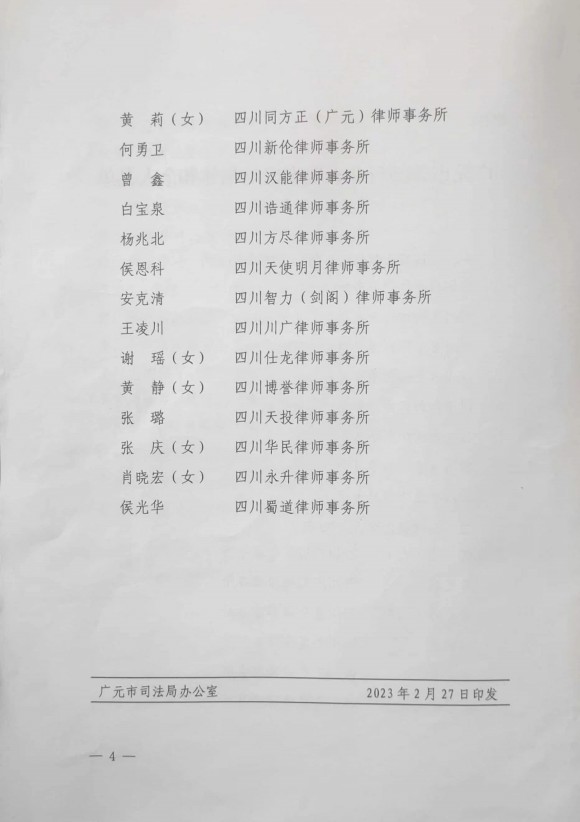 黄　莉（女）　四川同方正（广元）律师事务所
何勇卫　四川新伦律师事务所
曾　鑫　四川汉能律师事务所
白宝泉　四川诰通律师事务所
杨兆北　四川方尽律师事务所
侯恩科　四川天使明月律师事务所
安克清　四川智力（剑阁）律师事务所
王凌川　四川川广律师事务所
谢　瑶（女）　四川仕龙律师事务所
黄　静（女）　四川博誉律师事务所
张　璐　四川天投律师事务所
张　庆（女）　四川华民律师事务所
肖晓宏（女）　四川永升律师事务所
侯光华　四川蜀道律师事务所
广元市司法局办公室　2023年2月27日印发
— 4 —